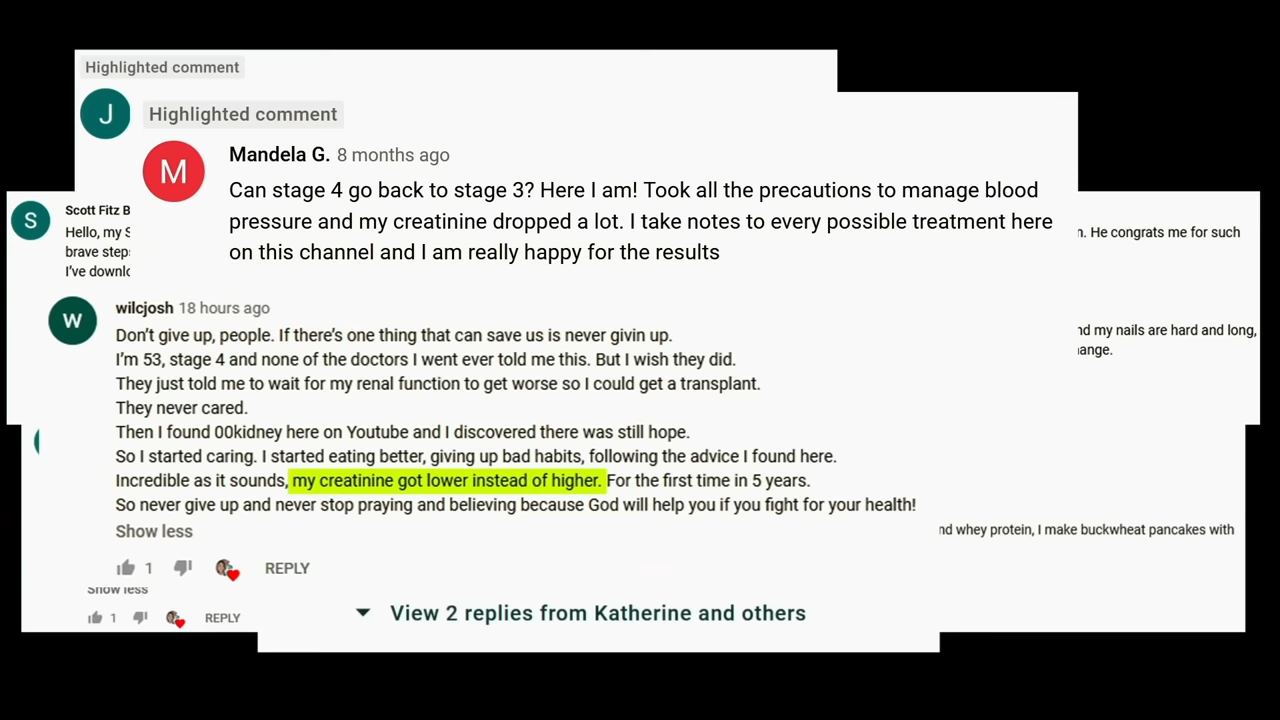 Highlighted comment
J
Highlighted comment
M
Mandela G. 8 months ago
Can stage 4 go back to stage 3? Here I am! Took all the precautions to manage blood
pressure and my creatinine dropped a lot. I take notes to every possible treatment here
on this channel and I am really happy for the results
S
Scott Fitz B
Hello, my S
brave step
I've downlo
. He congrats me for such
nd my nails are hard and long,
ange.
W
wilcjosh 18 hours ago
Don't give up, people. If there's one thing that can save us is never givin up.
I'm 53, stage 4 and none of the doctors I went ever told me this. But I wish they did.
They just told me to wait for my renal function to get worse so I could get a transplant.
They never cared.
Then I found 00kidney here on Youtube and I discovered there was still hope.
So I started caring. I started eating better, giving up bad habits, following the advice I found here.
Incredible as it sounds, my creatinine got lower instead of higher. For the first time in 5 years.
So never give up and never stop praying and believing because God will help you if you fight for your health!
Show less
nd whey protein, I make buckwheat pancakes with
1 REPLY
Show less
1 REPLY
View 2 replies from Katherine and others